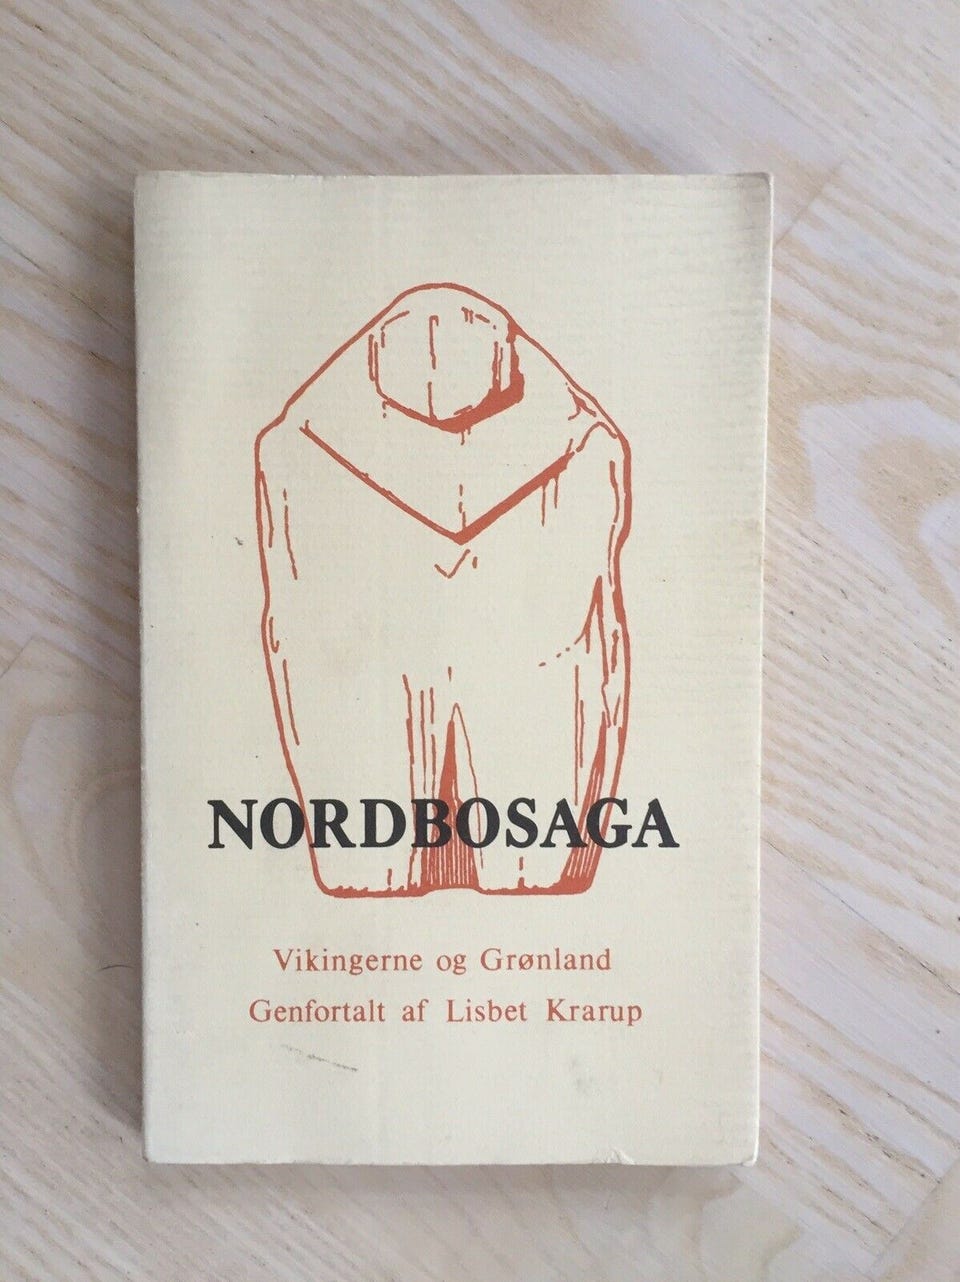 NORDBOSAGA
Vikingerne og Grønland
Genfortalt af Lisbet Krarup